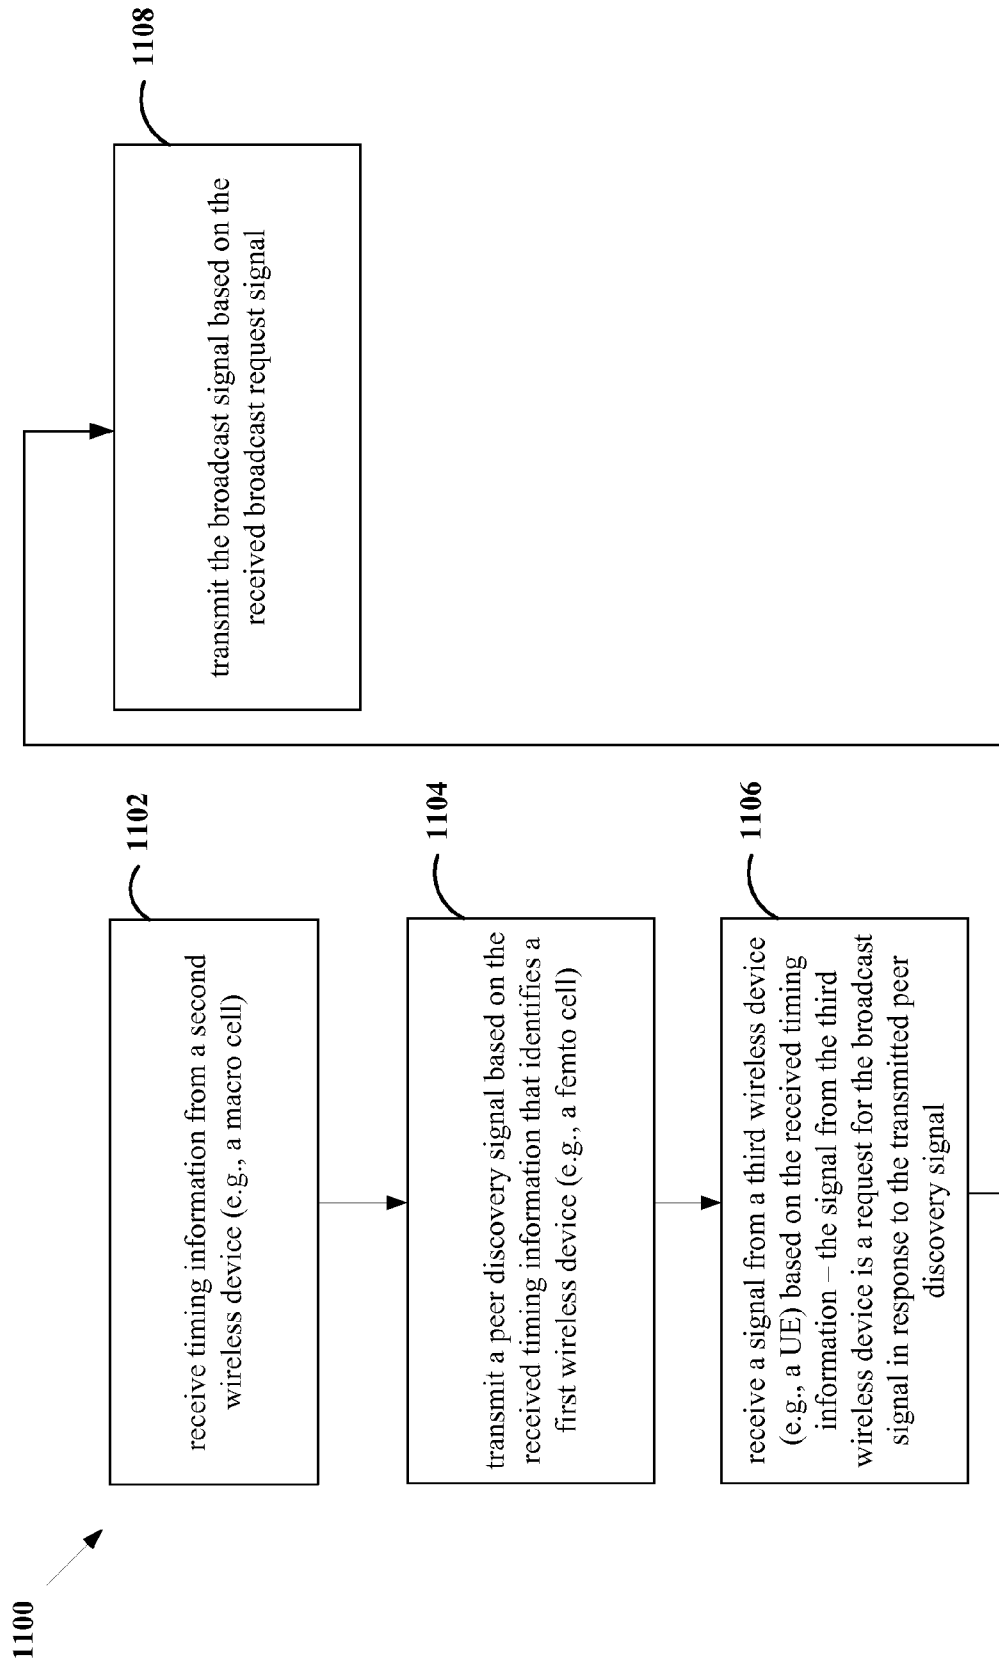 1100
1102
receive timing information from a second
wireless device (e.g., a macro cell)
1104
transmit a peer discovery signal based on the
received timing information that identifies a
first wireless device (e.g., a femto cell)
1106
receive a signal from a third wireless device
(e.g., a UE) based on the received timing
information – the signal from the third
wireless device is a request for the broadcast
signal in response to the transmitted peer
discovery signal
1108
transmit the broadcast signal based on the
received broadcast request signal